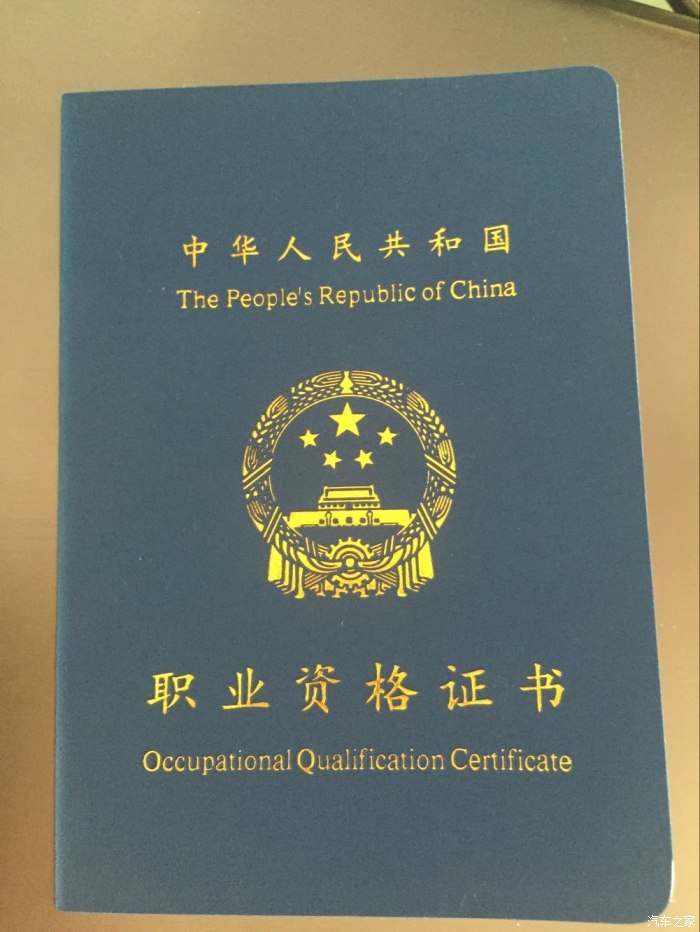 中华人民共和国
The People's Republic of China
职业资格证书
Occupational Qualification Certificate
汽车之家